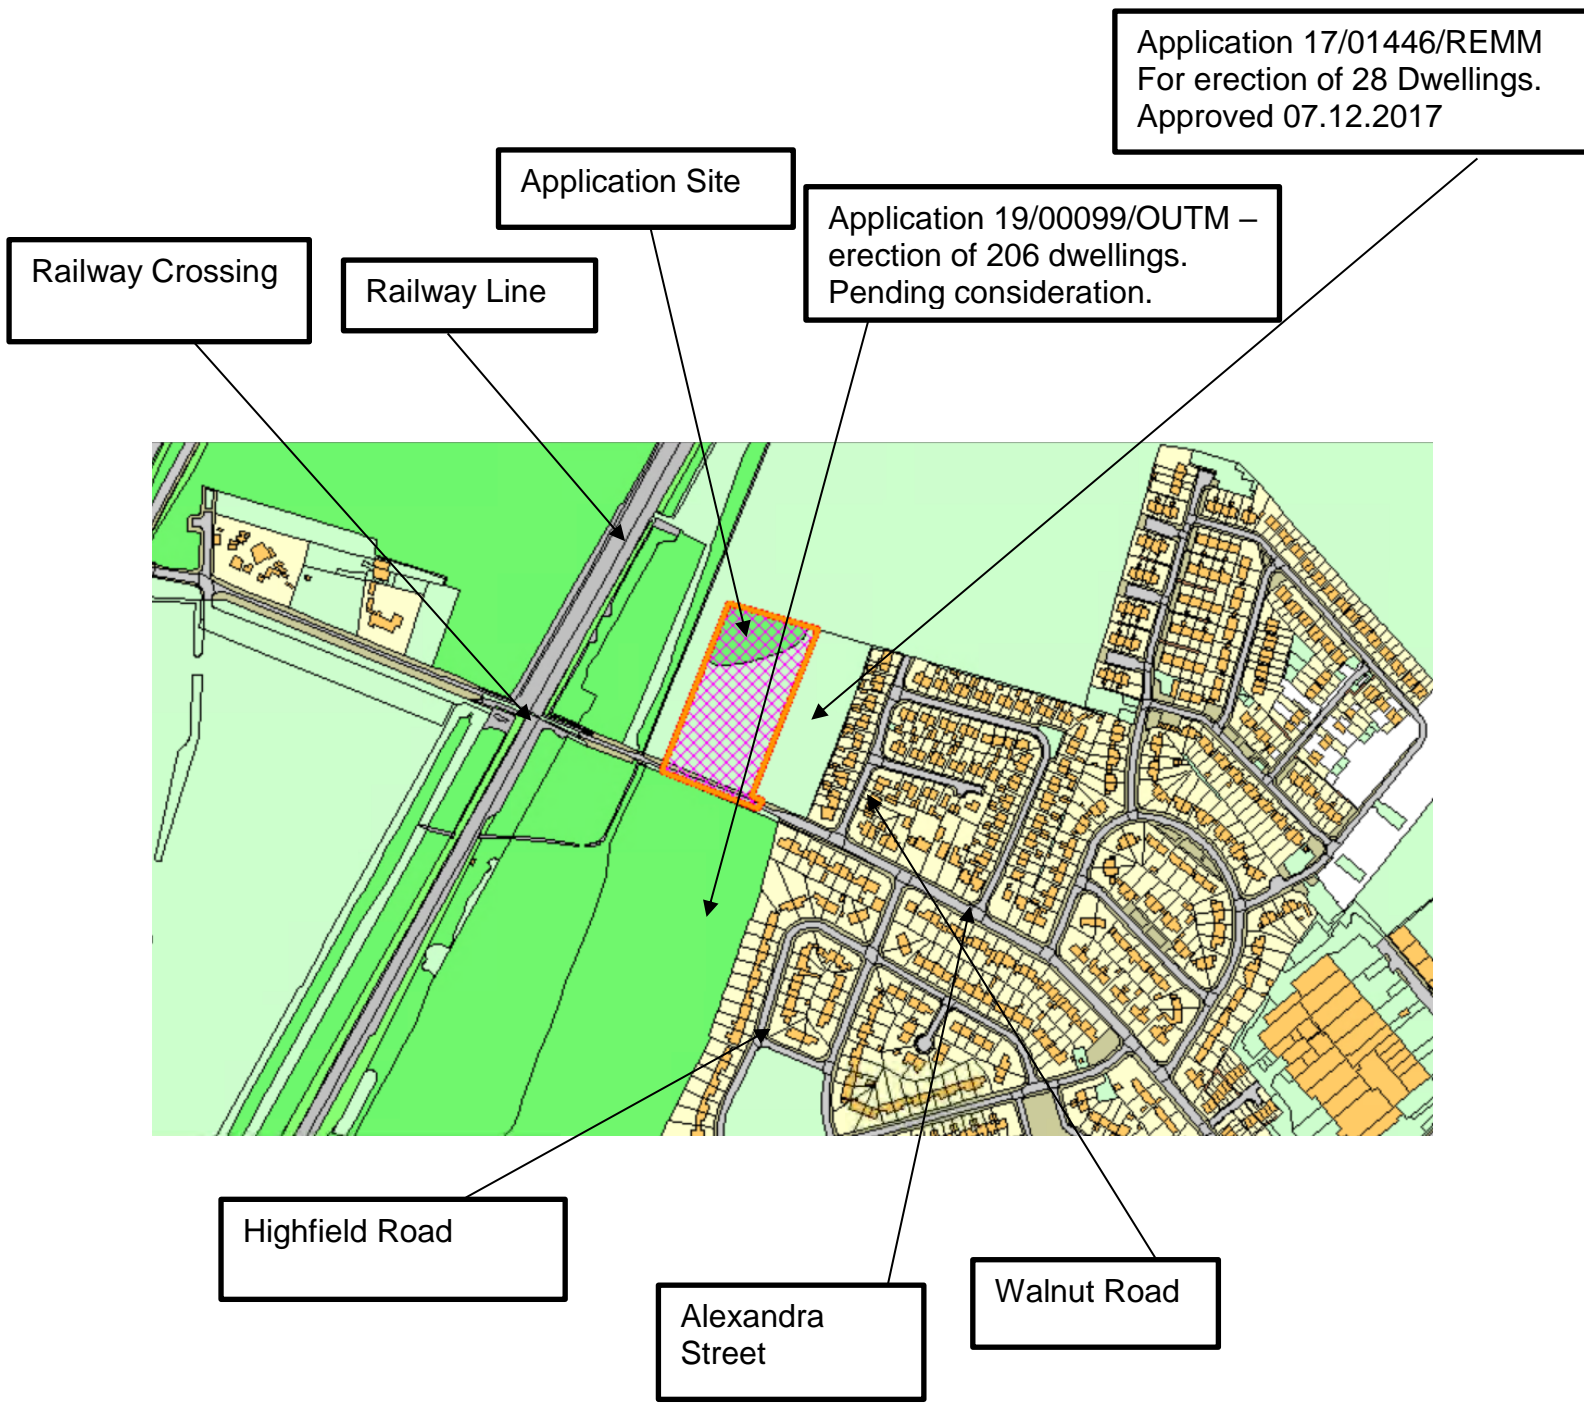 Application 17/01446/REMM
For erection of 28 Dwellings.
Approved 07.12.2017
Application Site
Application 19/00099/OUTM –
erection of 206 dwellings.
Pending consideration.
Railway Crossing
Railway Line
Highfield Road
Alexandra
Street
Walnut Road